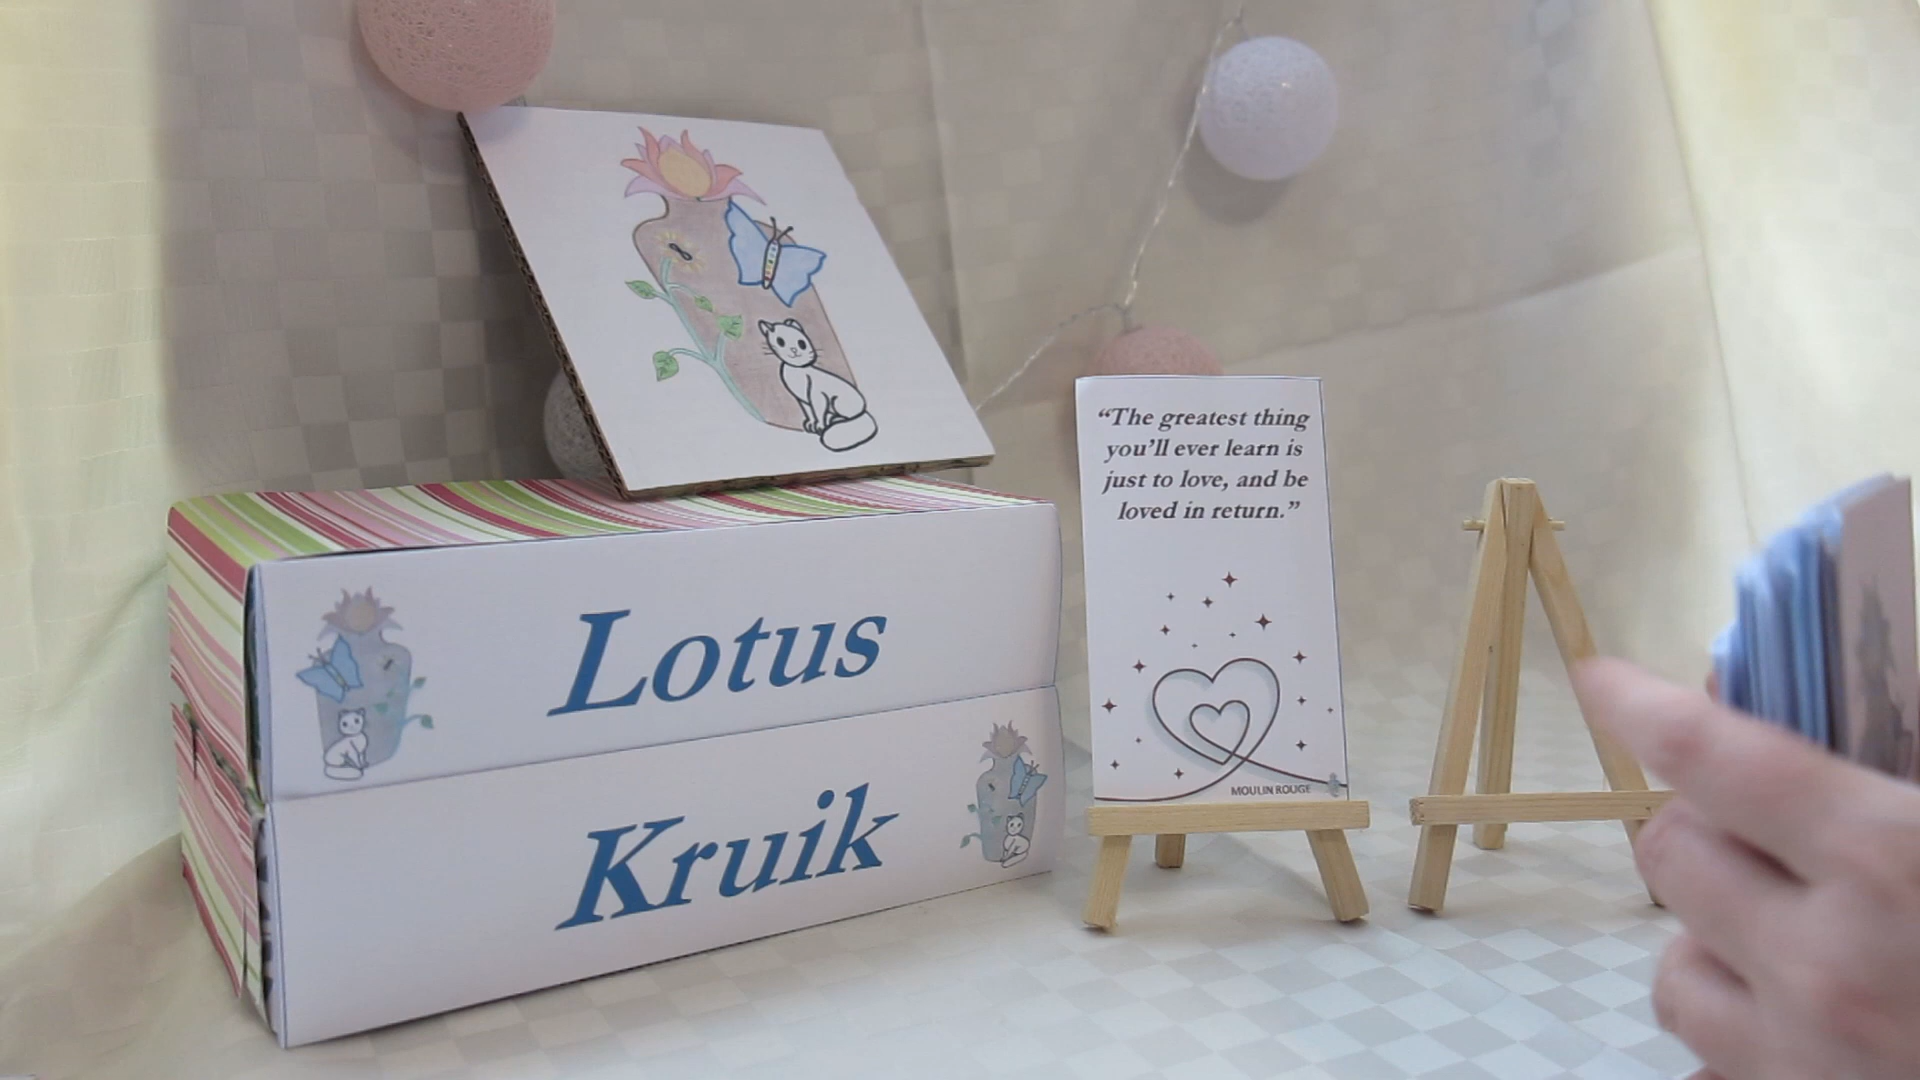 Lotus
Kruik
“The greatest thing
you’ll ever learn is
just to love, and be
loved in return.”
MOULIN ROUGE